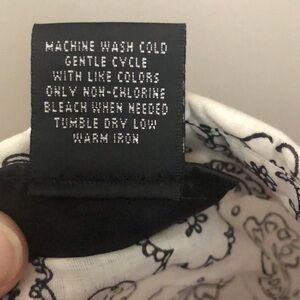 MACHINE WASH COLD
GENTLE CYCLE
WITH LIKE COLORS
ONLY NON-CHLORINE
BLEACH WHEN NEEDED
TUMBLE DRY LOW
WARM IRON